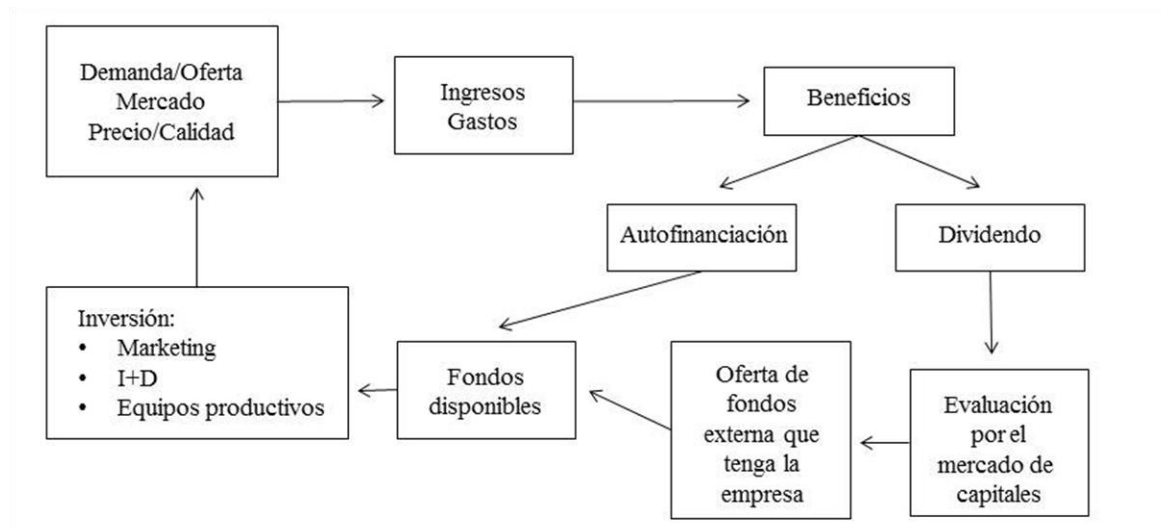 Demanda/Oferta
Mercado
Precio/Calidad
Ingresos
Gastos
Beneficios
Autofinanciación
Dividendo
Inversión:
• Marketing
• I+D
• Equipos productivos
Fondos
disponibles
Oferta de
fondos
externa que
tenga la
empresa
Evaluación
por el
mercado de
capitales